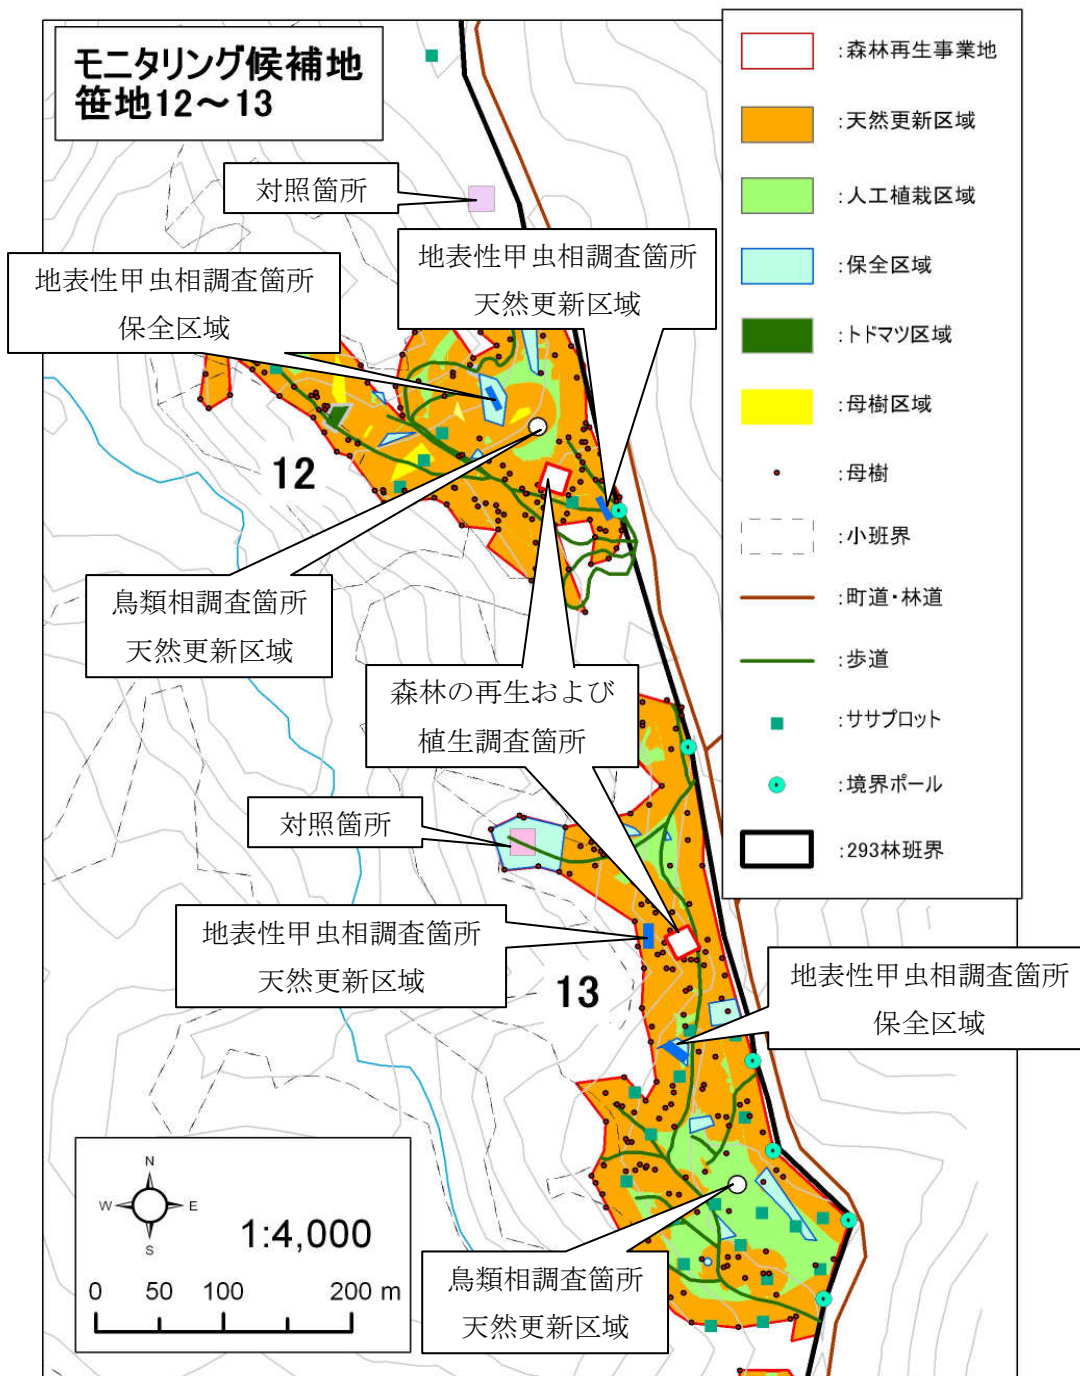 モニタリング候補地
笹地12～13
:森林再生事業地
:天然更新区域
:人工植栽区域
:保全区域
:トドマツ区域
:母樹区域
:母樹
:小班界
:町道・林道
:歩道
:ササプロット
:境界ポール
:293林班界
対照箇所
地表性甲虫相調査箇所
天然更新区域
地表性甲虫相調査箇所
保全区域
12
鳥類相調査箇所
天然更新区域
森林の再生および
植生調査箇所
対照箇所
地表性甲虫相調査箇所
天然更新区域
13
地表性甲虫相調査箇所
保全区域
鳥類相調査箇所
天然更新区域
N
W
E
S
1:4,000
0 50 100 200 m